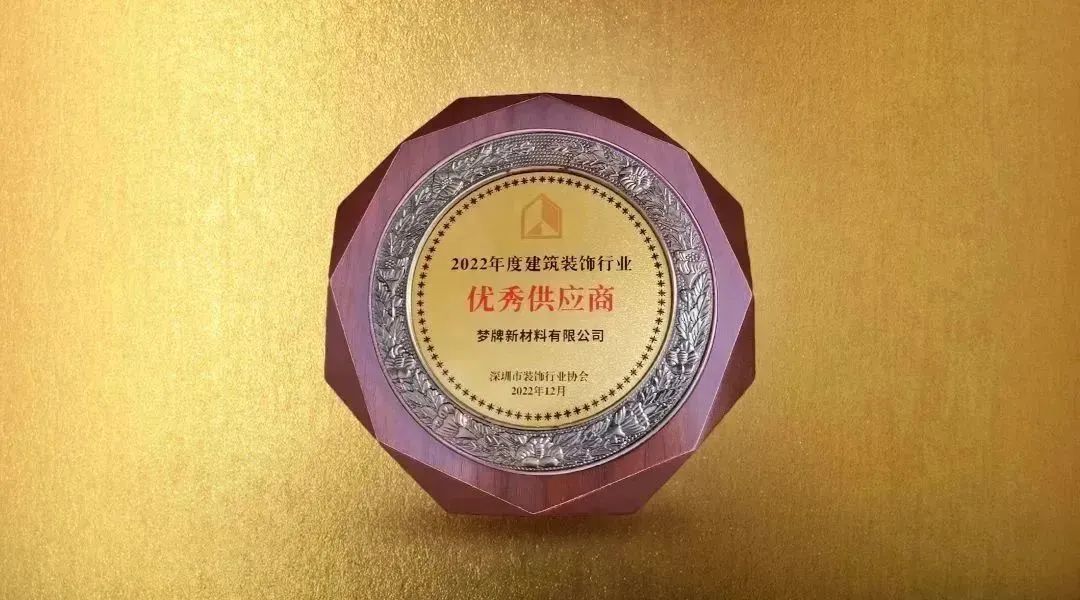 2022年度建筑装饰行业
优秀供应商
梦牌新材料有限公司
深圳市装饰行业协会
2022年12月